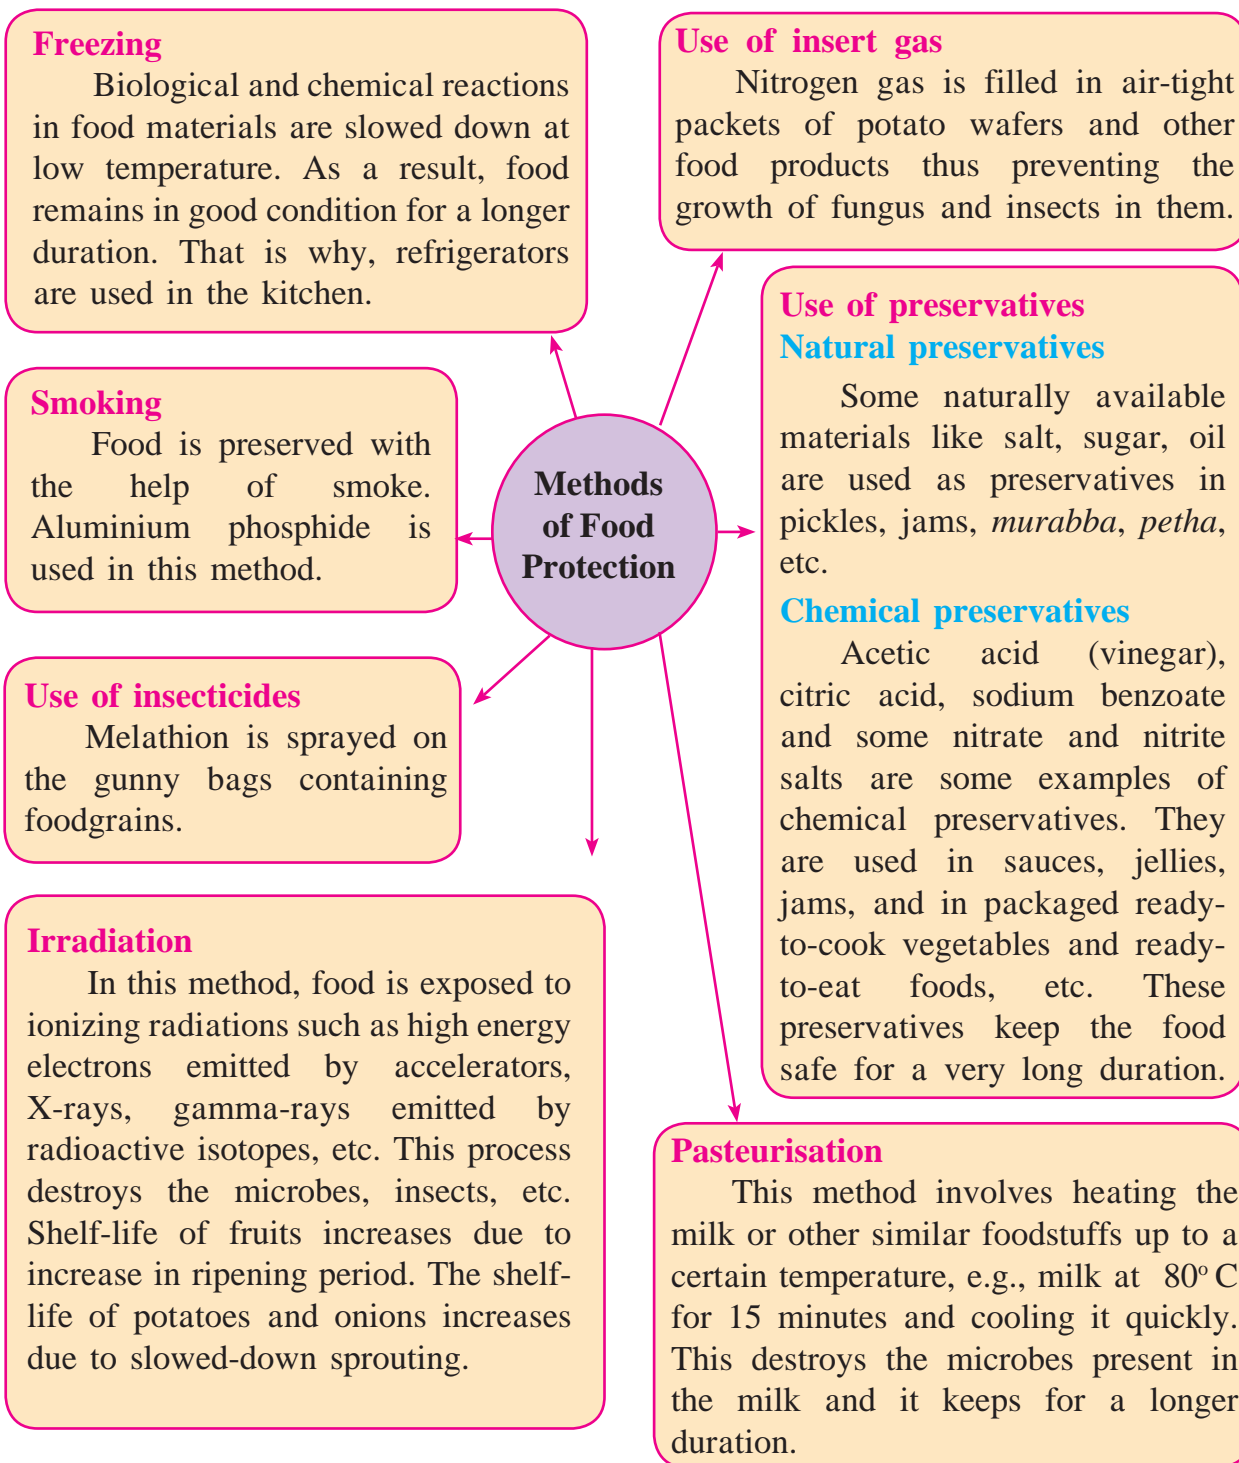 Freezing
Biological and chemical reactions
in food materials are slowed down at
low temperature. As a result, food
remains in good condition for a longer
duration. That is why, refrigerators
are used in the kitchen.
Use of insert gas
Nitrogen gas is filled in air-tight
packets of potato wafers and other
food products thus preventing the
growth of fungus and insects in them.
Smoking
Food is preserved with
the help of smoke.
Aluminium phosphide is
used in this method.
Methods
of Food
Protection
Use of preservatives
Natural preservatives
Some naturally available
materials like salt, sugar, oil
are used as preservatives in
pickles, jams, murabba, petha,
etc.
Chemical preservatives
Acetic acid (vinegar),
citric acid, sodium benzoate
and some nitrate and nitrite
salts are some examples of
chemical preservatives. They
are used in sauces, jellies,
jams, and in packaged ready-
to-cook vegetables and ready-
to-eat foods, etc. These
preservatives keep the food
safe for a very long duration.
Use of insecticides
Melathion is sprayed on
the gunny bags containing
foodgrains.
Irradiation
In this method, food is exposed to
ionizing radiations such as high energy
electrons emitted by accelerators,
X-rays, gamma-rays emitted by
radioactive isotopes, etc. This process
destroys the microbes, insects, etc.
Shelf-life of fruits increases due to
increase in ripening period. The shelf-
life of potatoes and onions increases
due to slowed-down sprouting.
Pasteurisation
This method involves heating the
milk or other similar foodstuffs up to a
certain temperature, e.g., milk at 80° C
for 15 minutes and cooling it quickly.
This destroys the microbes present in
the milk and it keeps for a longer
duration.